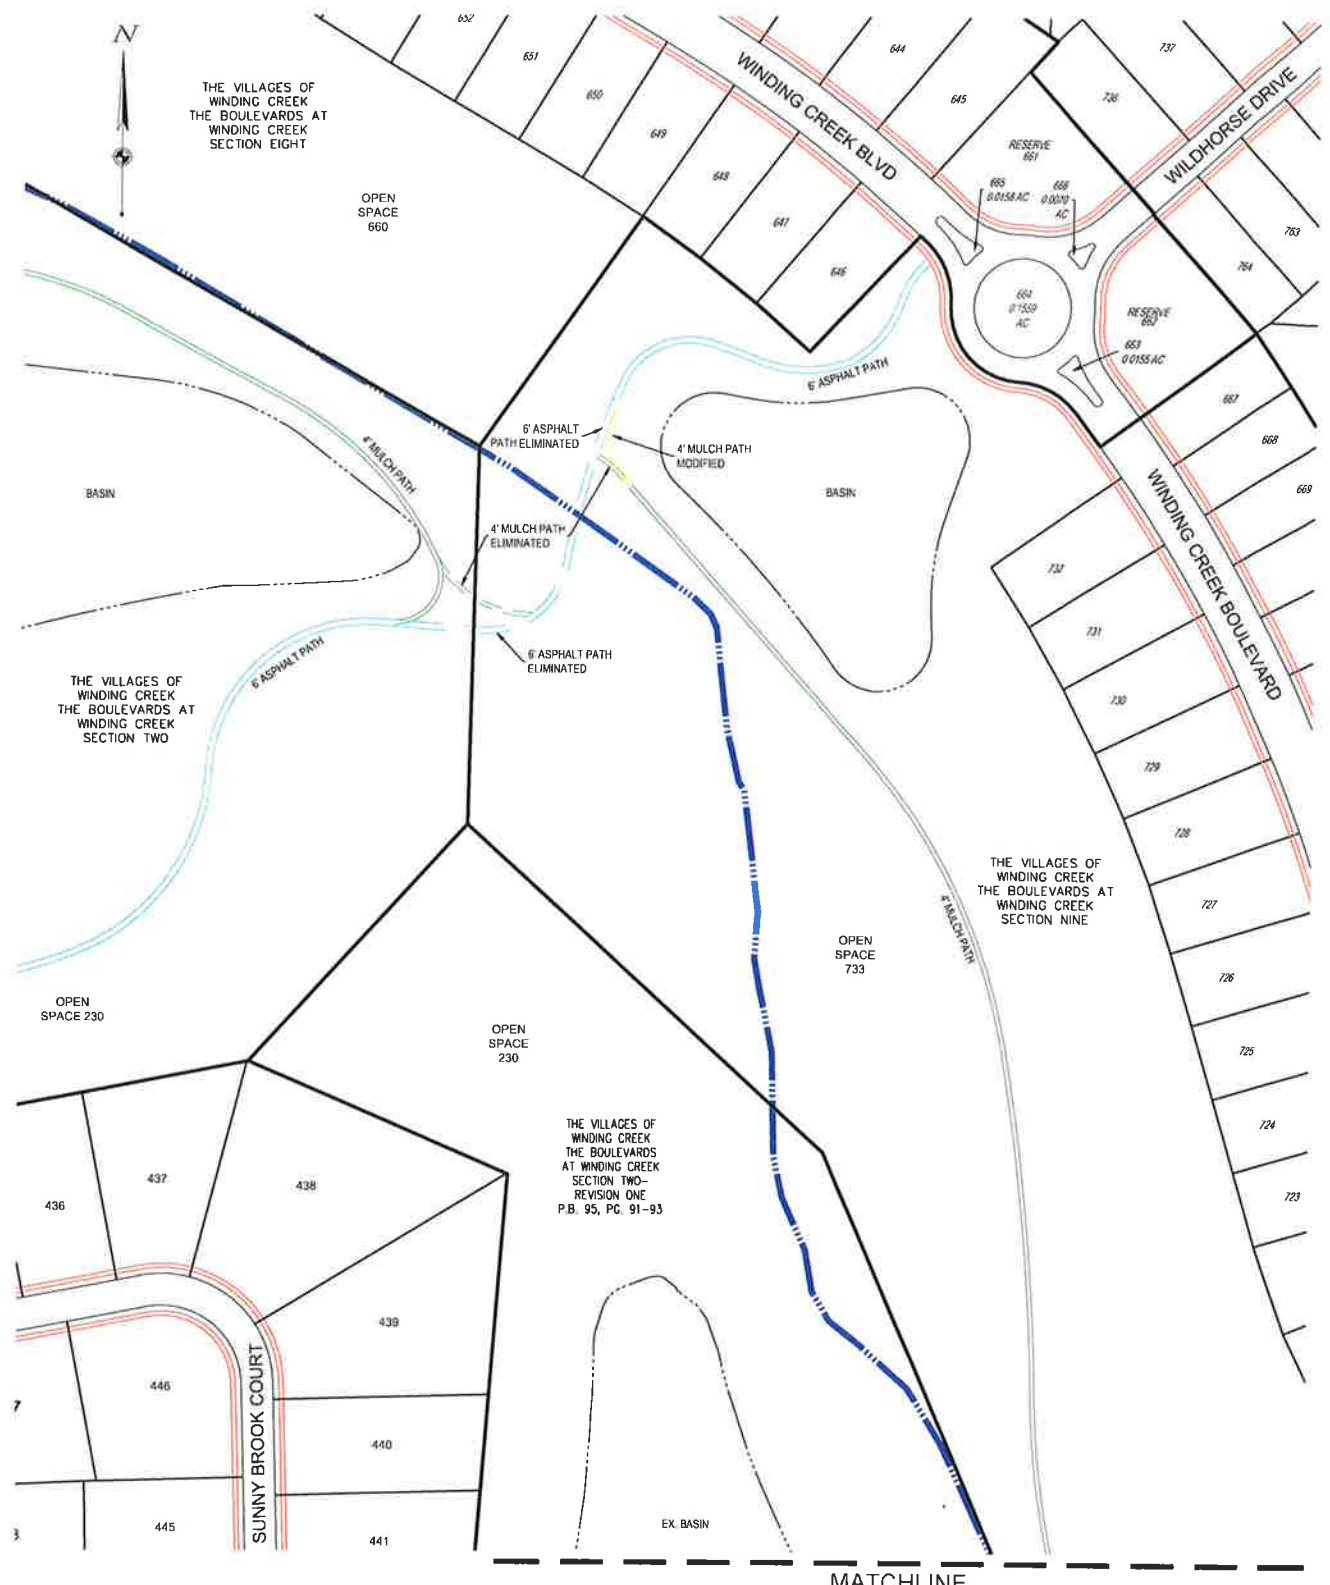 N
THE VILLAGES OF
WINDING CREEK
THE BOULEVARDS AT
WINDING CREEK
SECTION EIGHT
OPEN
SPACE
660
652
651
650
649
648
647
646
644
645
WINDING CREEK BLVD
737
736
WILDHORSE DRIVE
RESERVE
661
665
0.0158 AC
666
0.0070
AC
664
0.1559
AC
763
764
RESERVE
662
663
0.0155 AC
667
668
669
6' ASPHALT PATH
6' ASPHALT
PATH ELIMINATED
4' MULCH PATH
MODIFIED
4' MULCH PATH
BASIN
BASIN
4' MULCH PATH
ELIMINATED
WINDING CREEK BOULEVARD
732
731
730
729
728
727
726
725
724
723
6' ASPHALT PATH
ELIMINATED
6' ASPHALT PATH
THE VILLAGES OF
WINDING CREEK
THE BOULEVARDS AT
WINDING CREEK
SECTION TWO
THE VILLAGES OF
WINDING CREEK
THE BOULEVARDS AT
WINDING CREEK
SECTION NINE
4' MULCH PATH
OPEN
SPACE
733
OPEN
SPACE 230
OPEN
SPACE
230
THE VILLAGES OF
WINDING CREEK
THE BOULEVARDS
AT WINDING CREEK
SECTION TWO-
REVISION ONE
P.B. 95, PG. 91-93
436
437
438
439
446
7
440
SUNNY BROOK COURT
445
441
EX. BASIN
MATCHLINE